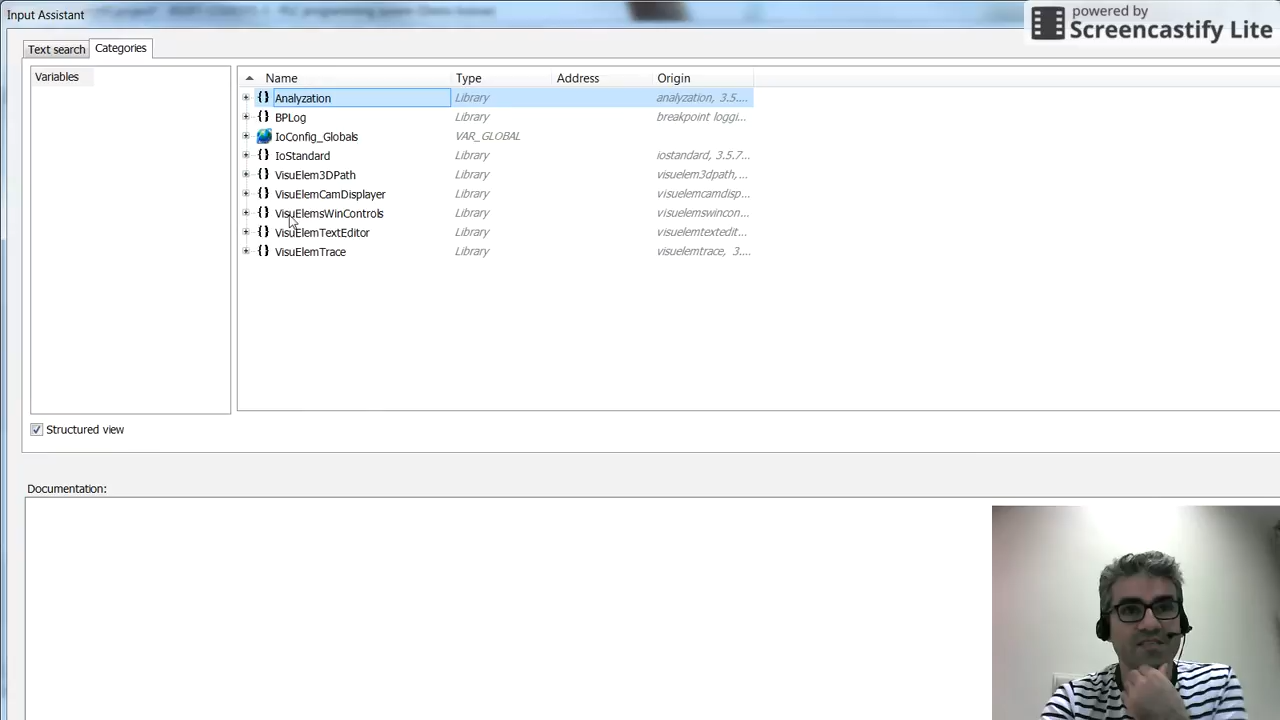 Input Assistant
powered by
Screencastify Lite
Text search Categories
Variables
Name Type Address Origin
Analyzation Library analyzation, 3.5....
BPLog Library breakpoint loggi...
IoConfig_Globals VAR_GLOBAL
IoStandard Library iostandard, 3.5.7...
VisuElem3DPath Library visuelem3dpath,...
VisuElemCamDisplayer Library visuelemcamdisp...
VisuElemsWinControls Library visuelemswincon...
VisuElemTextEditor Library visuelemtextedit...
VisuElemTrace Library visuelemtrace, 3....
Structured view
Documentation: